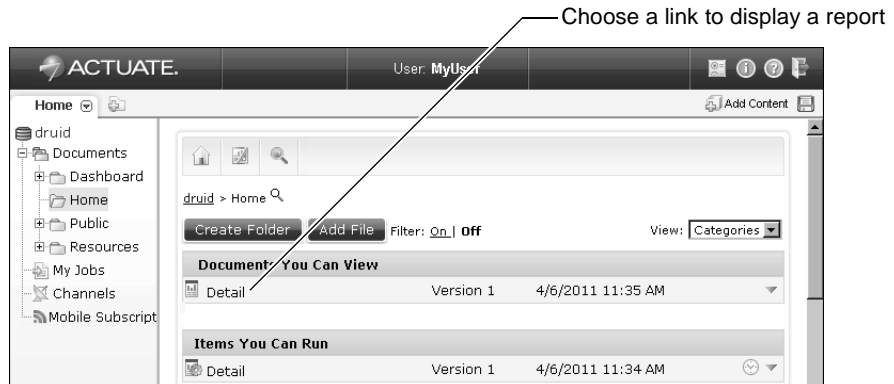 Choose a link to display a report
ACTUATE.
User: MyUser
Home
Add Content
druid
Documents
Dashboard
Home
Public
Resources
My Jobs
Channels
Mobile Subscript
druid > Home
Create Folder
Add File
Filter: On | Off
View: Categories
Documents You Can View
Detail Version 1 4/6/2011 11:35 AM
Items You Can Run
Detail Version 1 4/6/2011 11:34 AM